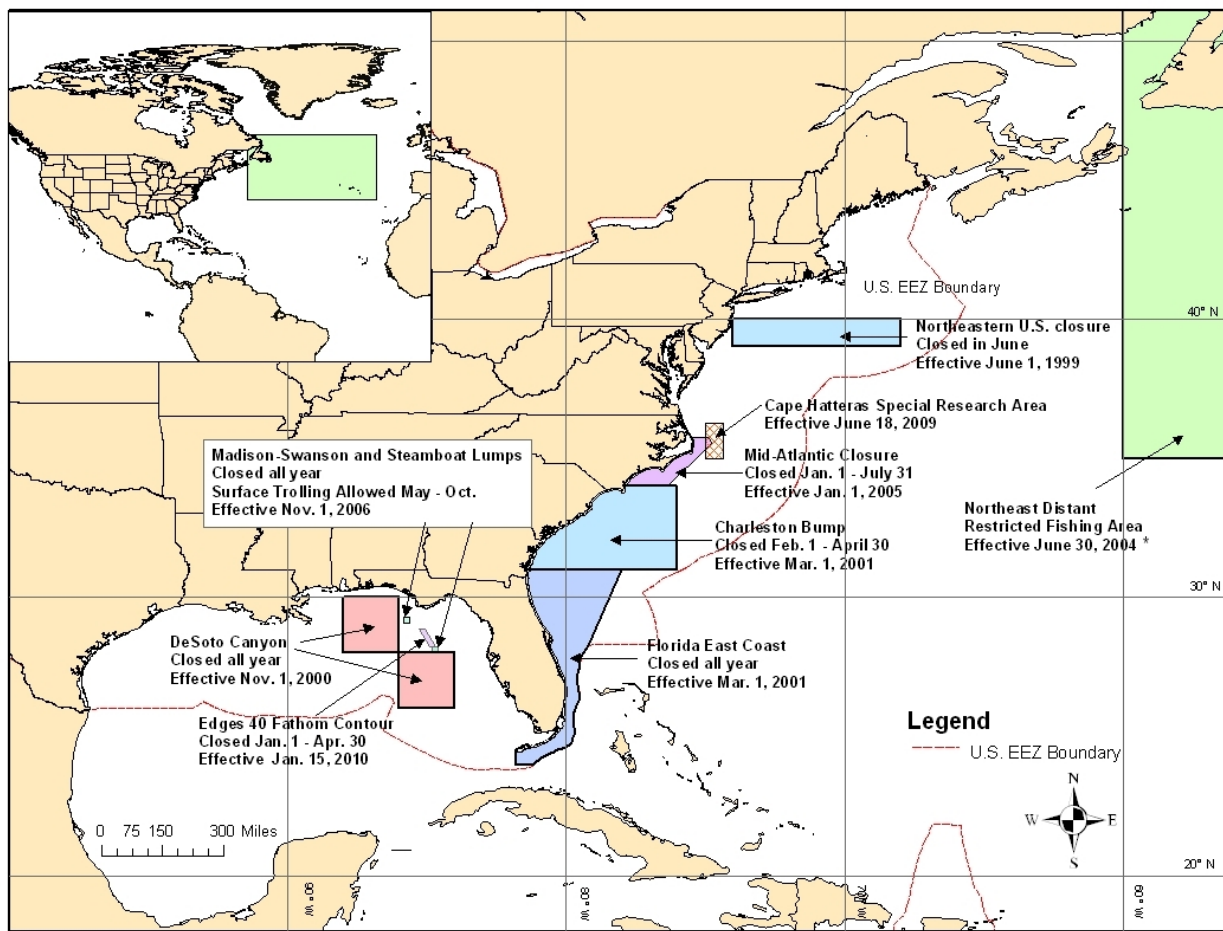 U.S. EEZ Boundary
40° N
Northeastern U.S. closure
Closed in June
Effective June 1, 1999
Cape Hatteras Special Research Area
Effective June 18, 2009
Madison-Swanson and Steamboat Lumps
Closed all year
Surface Trolling Allowed May - Oct.
Effective Nov. 1, 2006
Mid-Atlantic Closure
Closed Jan. 1 - July 31
Effective Jan. 1, 2005
Northeast Distant
Restricted Fishing Area
Effective June 30, 2004 *
Charleston Bump
Closed Feb. 1 - April 30
Effective Mar. 1, 2001
30° N
DeSoto Canyon
Closed all year
Effective Nov. 1, 2000
Florida East Coast
Closed all year
Effective Mar. 1, 2001
Edges 40 Fathom Contour
Closed Jan. 1 - Apr. 30
Effective Jan. 15, 2010
Legend
U.S. EEZ Boundary
N
W E
S
0 75 150 300 Miles
20° N
90° W
80° W
70° W
60° W